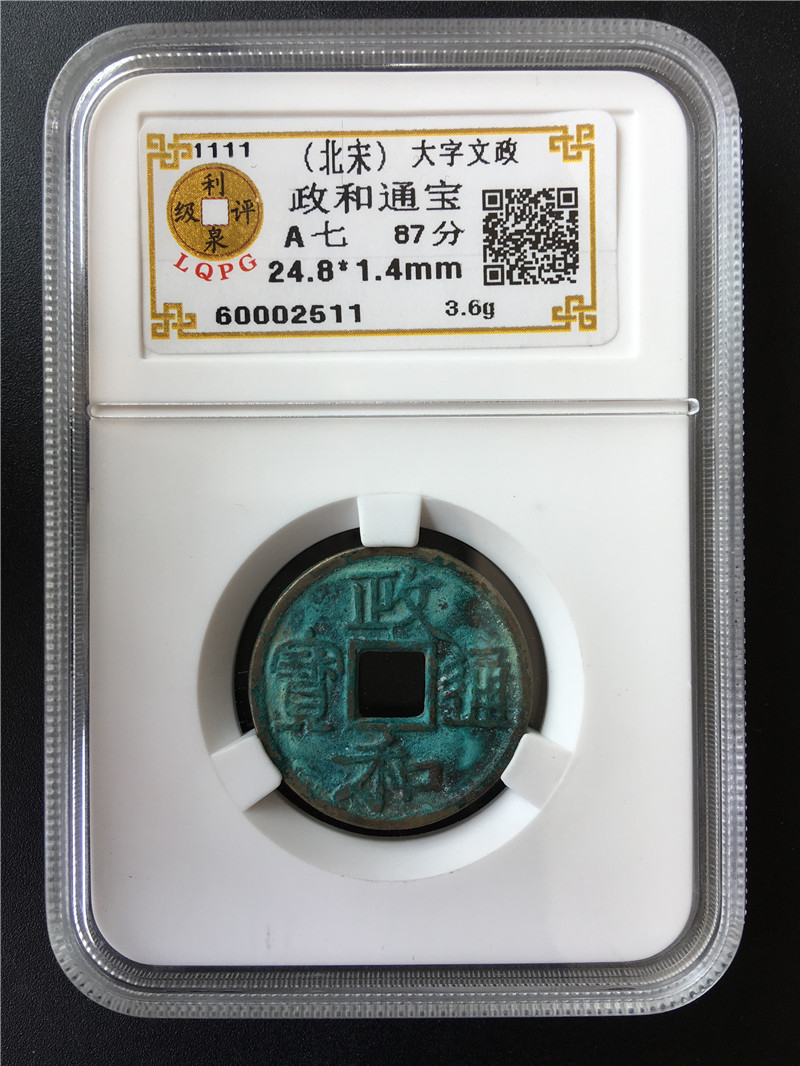 1111
(北宋) 大字文政
利泉评级
政和通宝
A七 87分
LQPG
24.8*1.4mm
60002511
3.6g
政和通寶